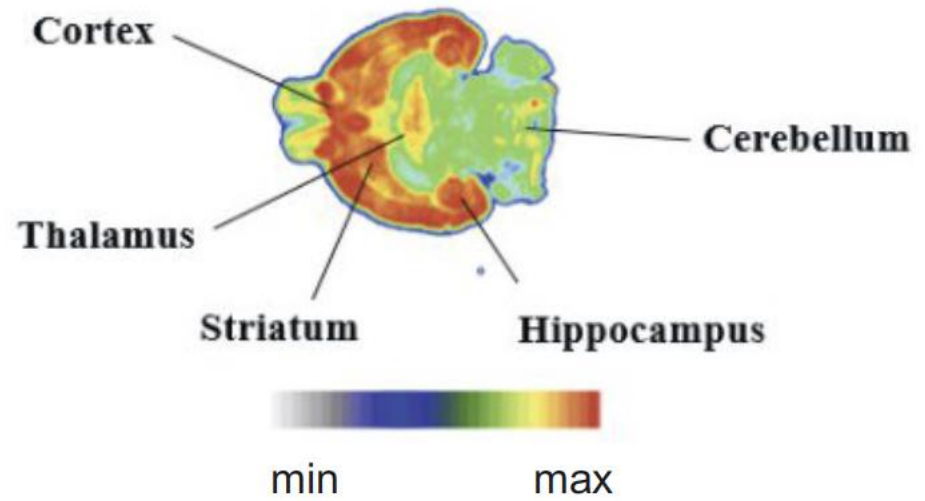 Cortex
Cerebellum
Thalamus
Striatum
Hippocampus
min
max